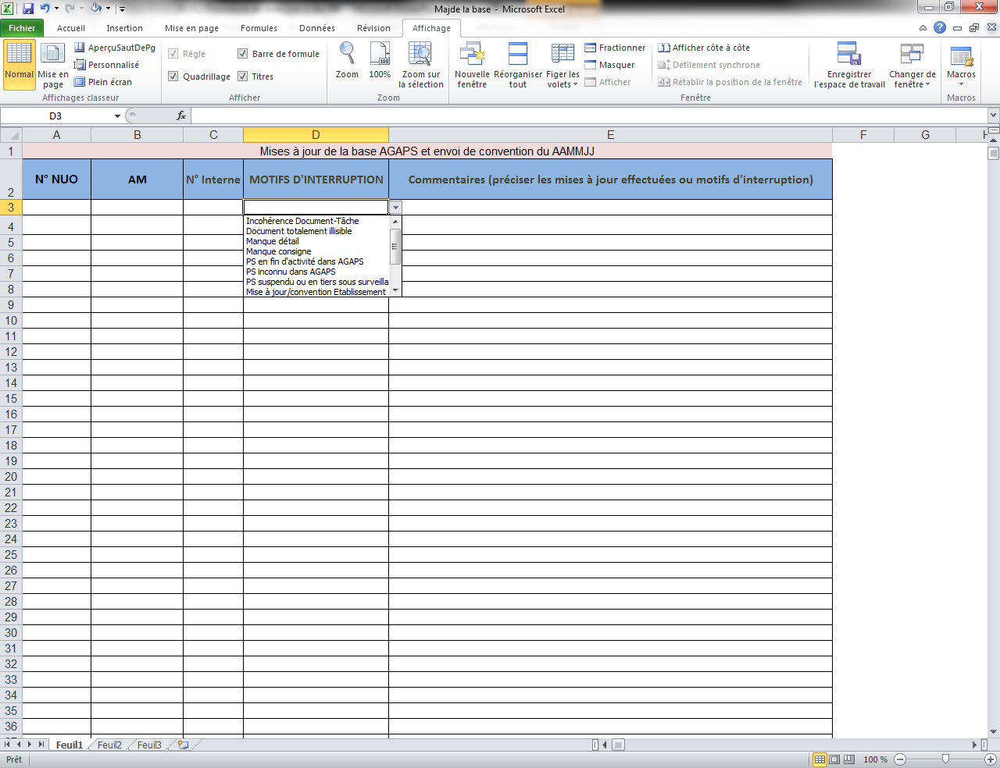 Majde la base - Microsoft Excel
Fichier Accueil Insertion Mise en page Formules Données Révision Affichage
Normal
Mise en page
AperçuSautDePg
Personnalisé
Plein écran
Affichages classeur
Règle
Barre de formule
Quadrillage
Titres
Afficher
Zoom
100%
Zoom sur la sélection
Zoom
Nouvelle fenêtre
Réorganiser tout
Figer les volets
Fractionner
Masquer
Afficher
Afficher côte à côte
Défilement synchrone
Rétablir la position de la fenêtre
Fenêtre
Enregistrer l'espace de travail
Changer de fenêtre
Macros
Macros
D3 fx
A B C D E F G H
1 Mises à jour de la base AGAPS et envoi de convention du AAMMJJ
2 N° NUO AM N° Interne MOTIFS D'INTERRUPTION Commentaires (préciser les mises à jour effectuées ou motifs d'interruption)
3
Incohérence Document-Tâche
4 Document totalement illisible
5 Manque détail
6 Manque consigne
PS en fin d'activité dans AGAPS
7 PS inconnu dans AGAPS
8 PS suspendu ou en tiers sous surveilla
Mise à jour/convention Etablissement
9
10
11
12
13
14
15
16
17
18
19
20
21
22
23
24
25
26
27
28
29
30
31
32
33
34
35
36
Feuil1 Feuil2 Feuil3
Prêt 100 %